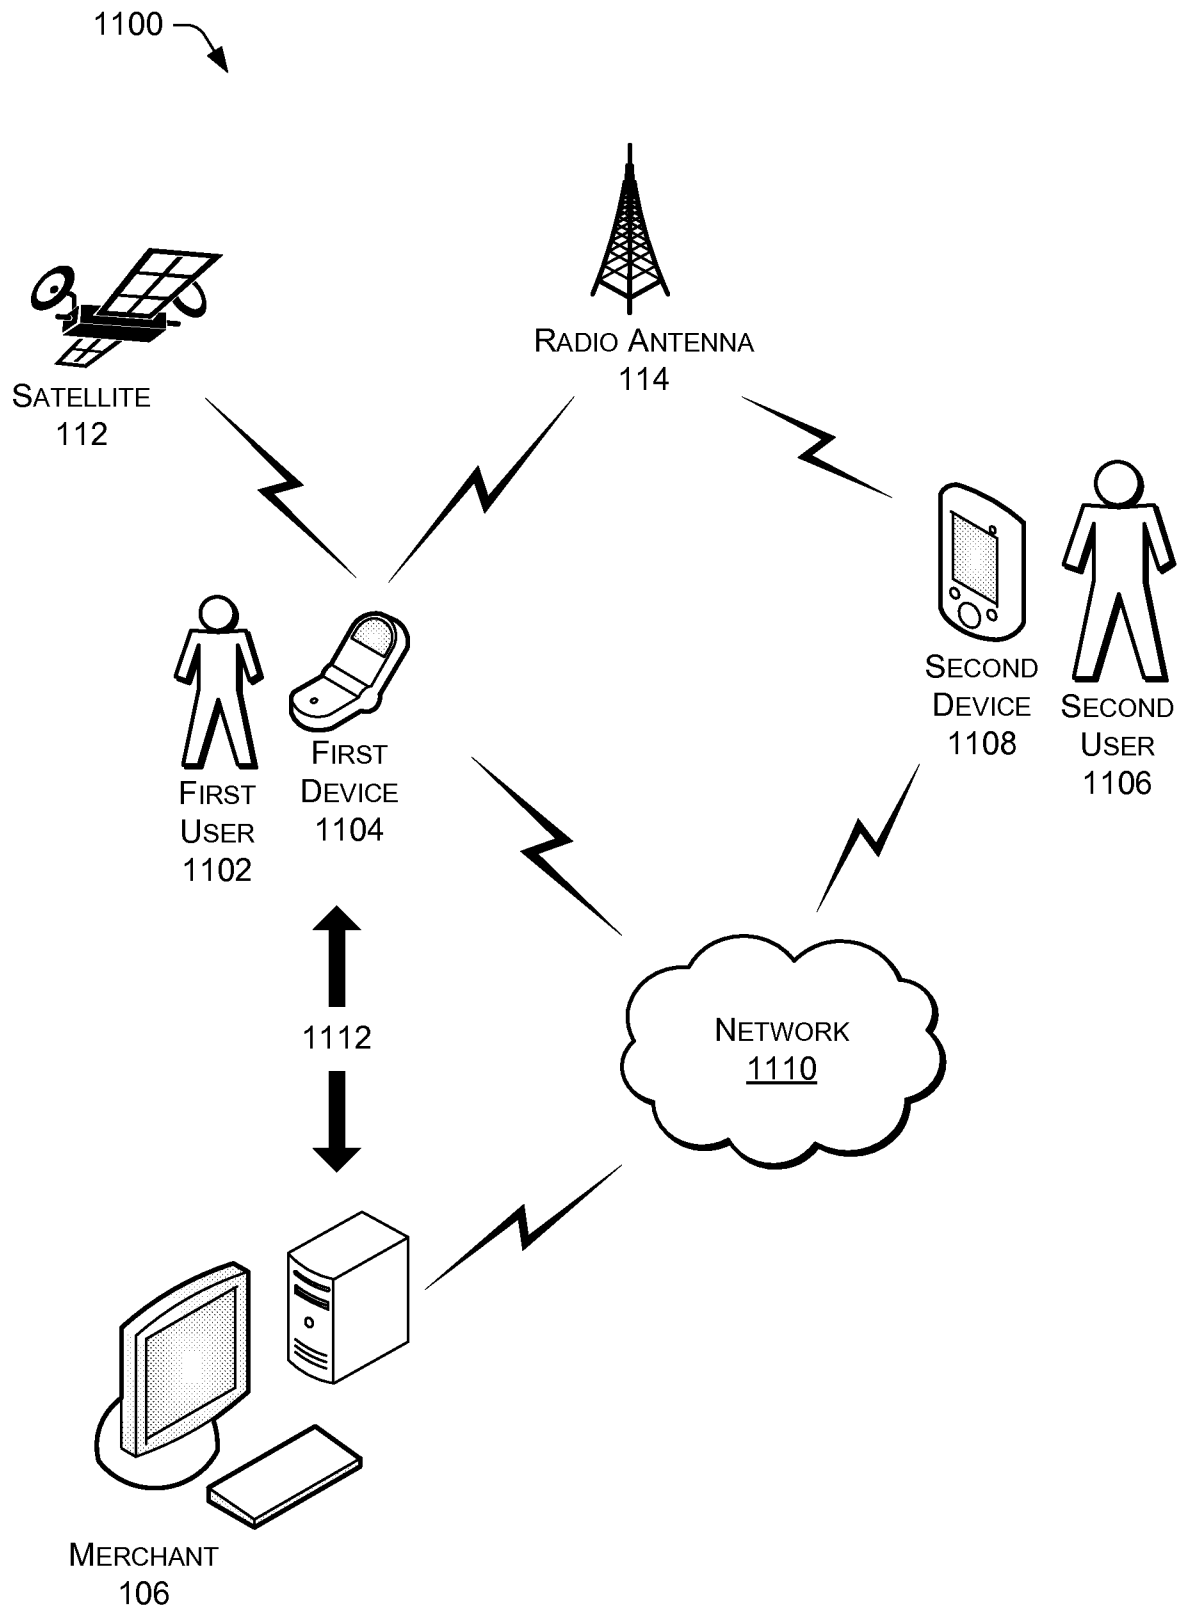 1100
RADIO ANTENNA
114
SATELLITE
112
SECOND
DEVICE
1108
SECOND
USER
1106
FIRST
DEVICE
1104
FIRST
USER
1102
1112
NETWORK
1110
MERCHANT
106